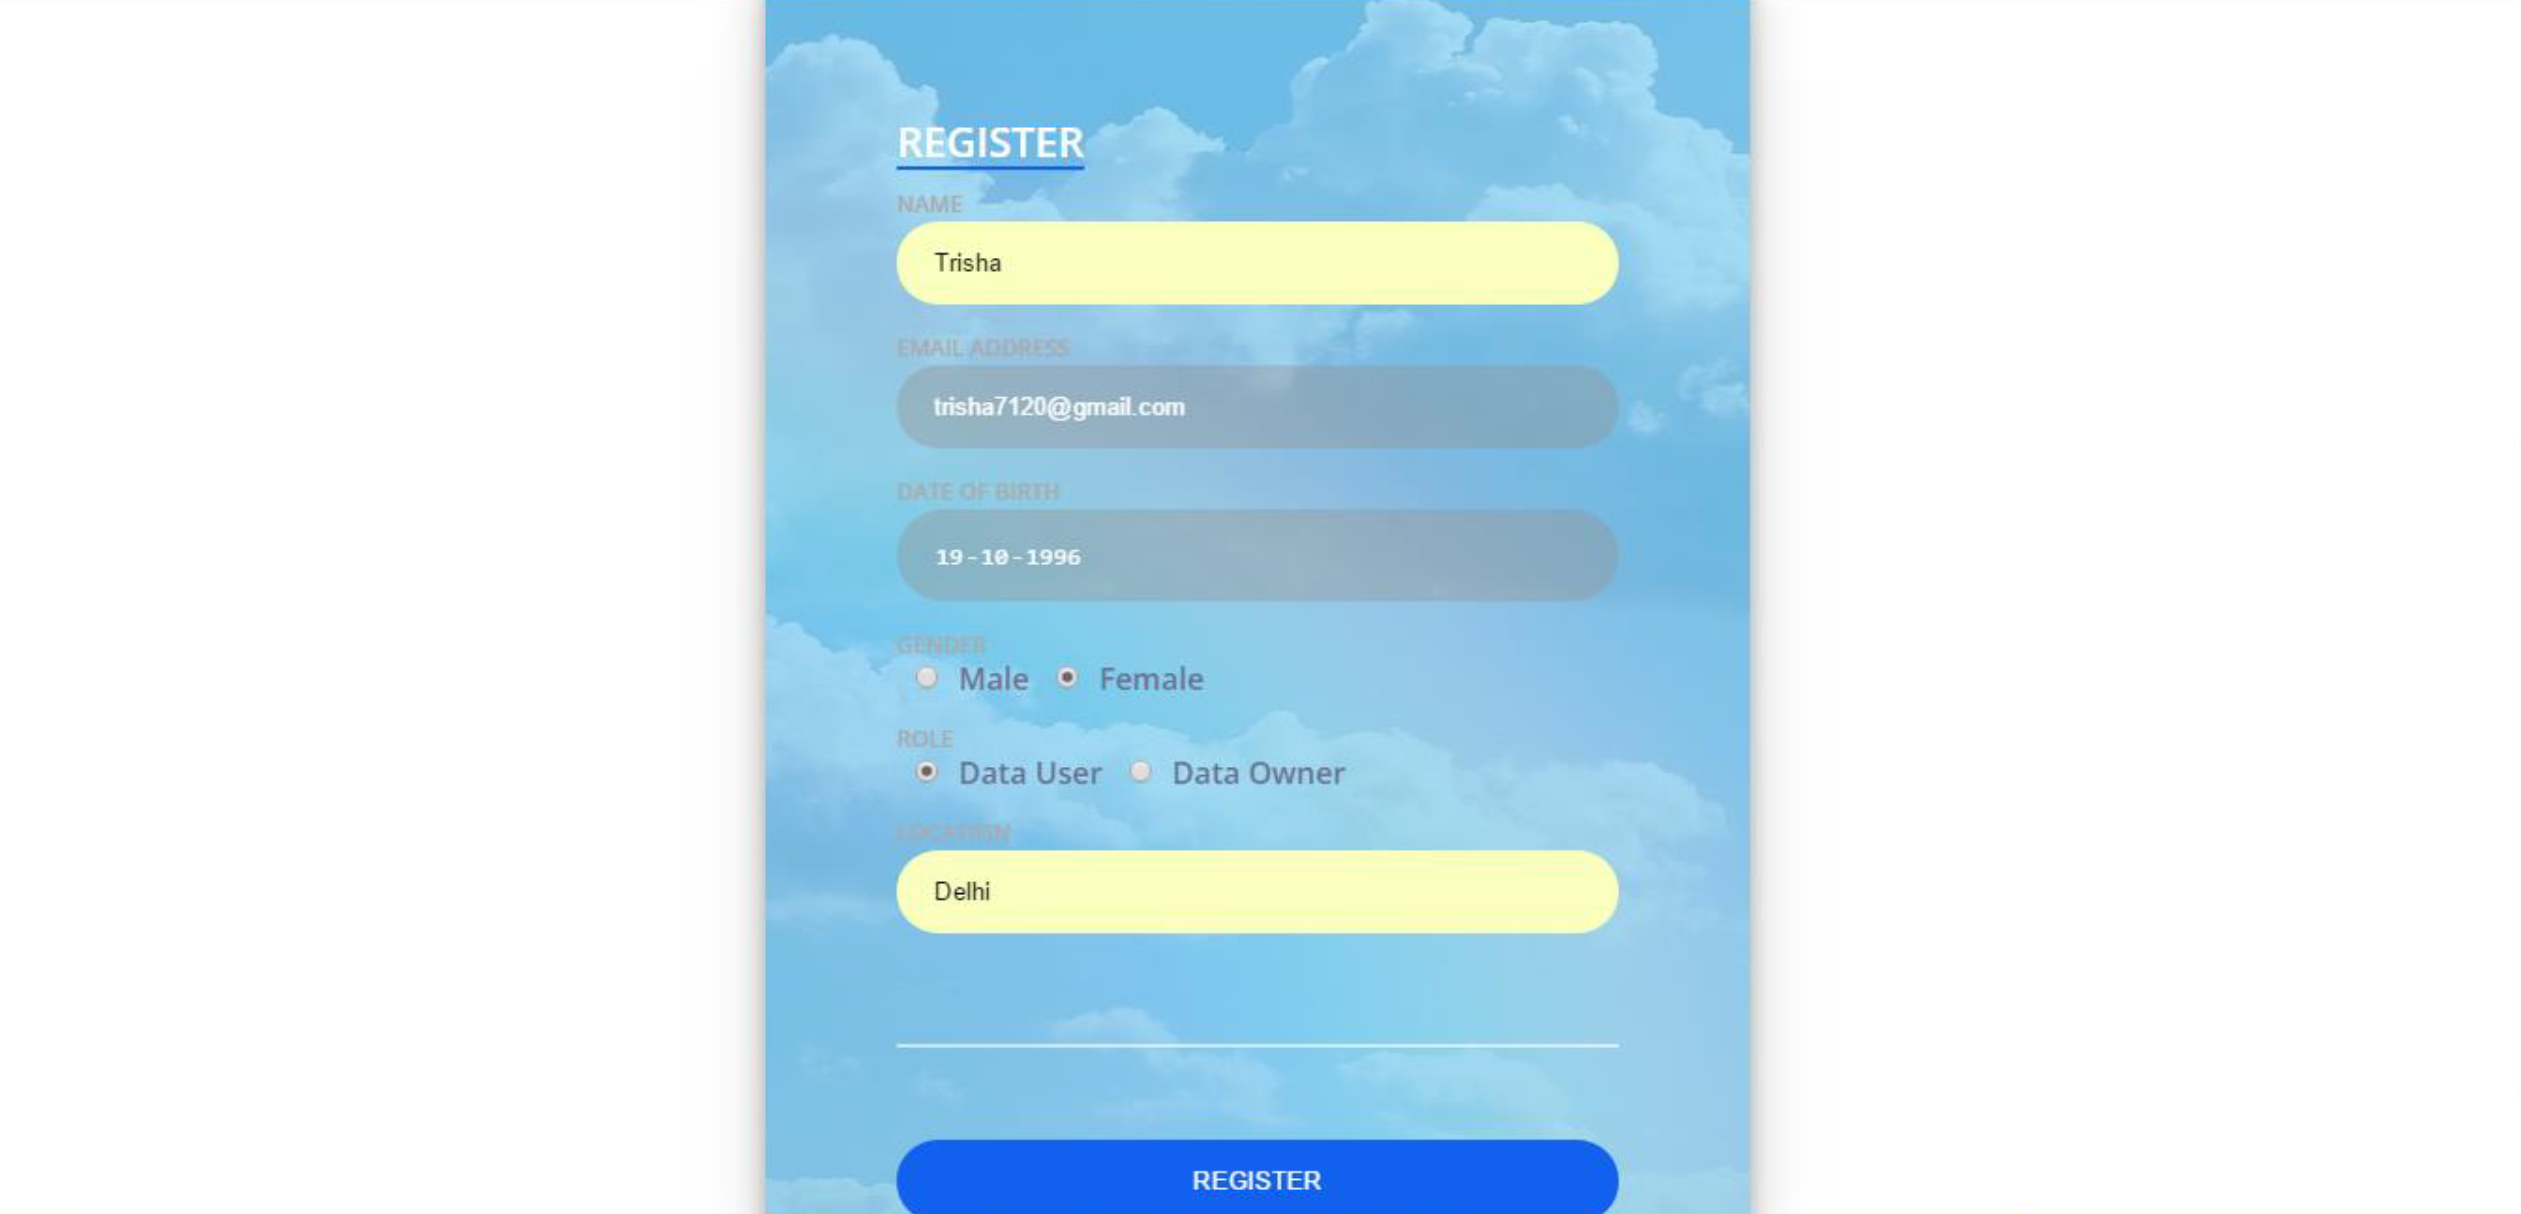 REGISTER
NAME
Trisha
EMAIL ADDRESS
trisha7120@gmail.com
DATE OF BIRTH
19-10-1996
GENDER
Male Female
ROLE
Data User Data Owner
LOCATION
Delhi
REGISTER